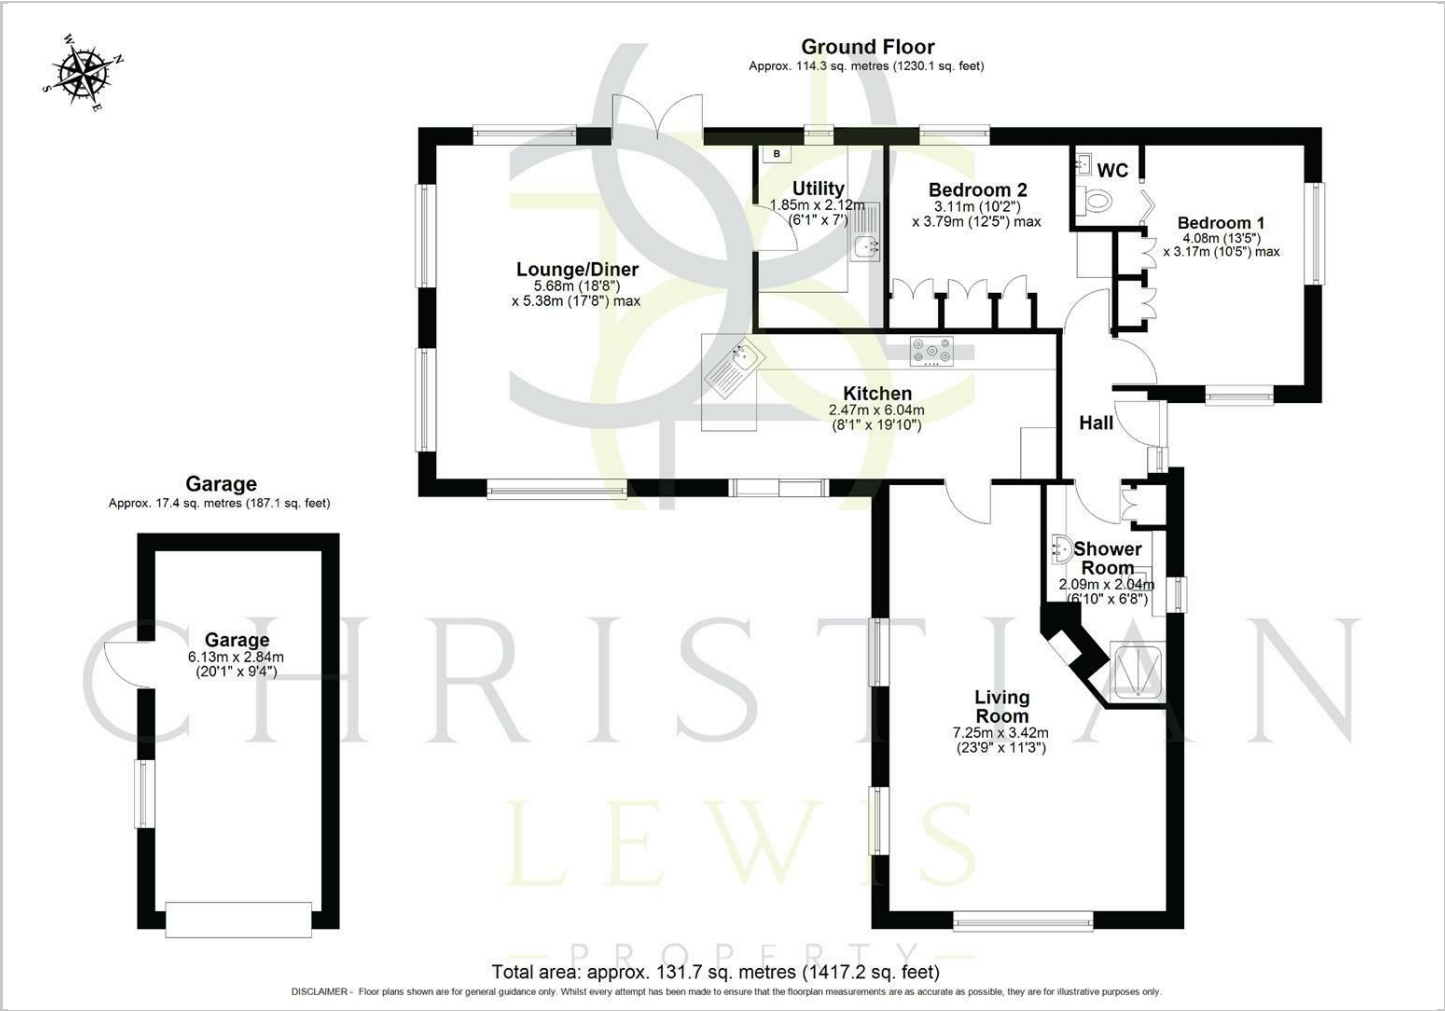 W
N
S
E
Ground Floor
Approx. 114.3 sq. metres (1230.1 sq. feet)
B
Utility
1.85m x 2.12m
(6'1" x 7')
Bedroom 2
3.11m (10'2")
x 3.79m (12'5") max
WC
Bedroom 1
4.08m (13'5")
x 3.17m (10'5") max
Lounge/Diner
5.68m (18'8")
x 5.38m (17'8") max
Kitchen
2.47m x 6.04m
(8'1" x 19'10")
Hall
Garage
Approx. 17.4 sq. metres (187.1 sq. feet)
Shower
Room
2.09m x 2.04m
(6'10" x 6'8")
Garage
6.13m x 2.84m
(20'1" x 9'4")
Living
Room
7.25m x 3.42m
(23'9" x 11'3")
CHRISTIAN
LEWIS
PROPERTY
Total area: approx. 131.7 sq. metres (1417.2 sq. feet)
DISCLAIMER - Floor plans shown are for general guidance only. Whilst every attempt has been made to ensure that the floorplan measurements are as accurate as possible, they are for illustrative purposes only.